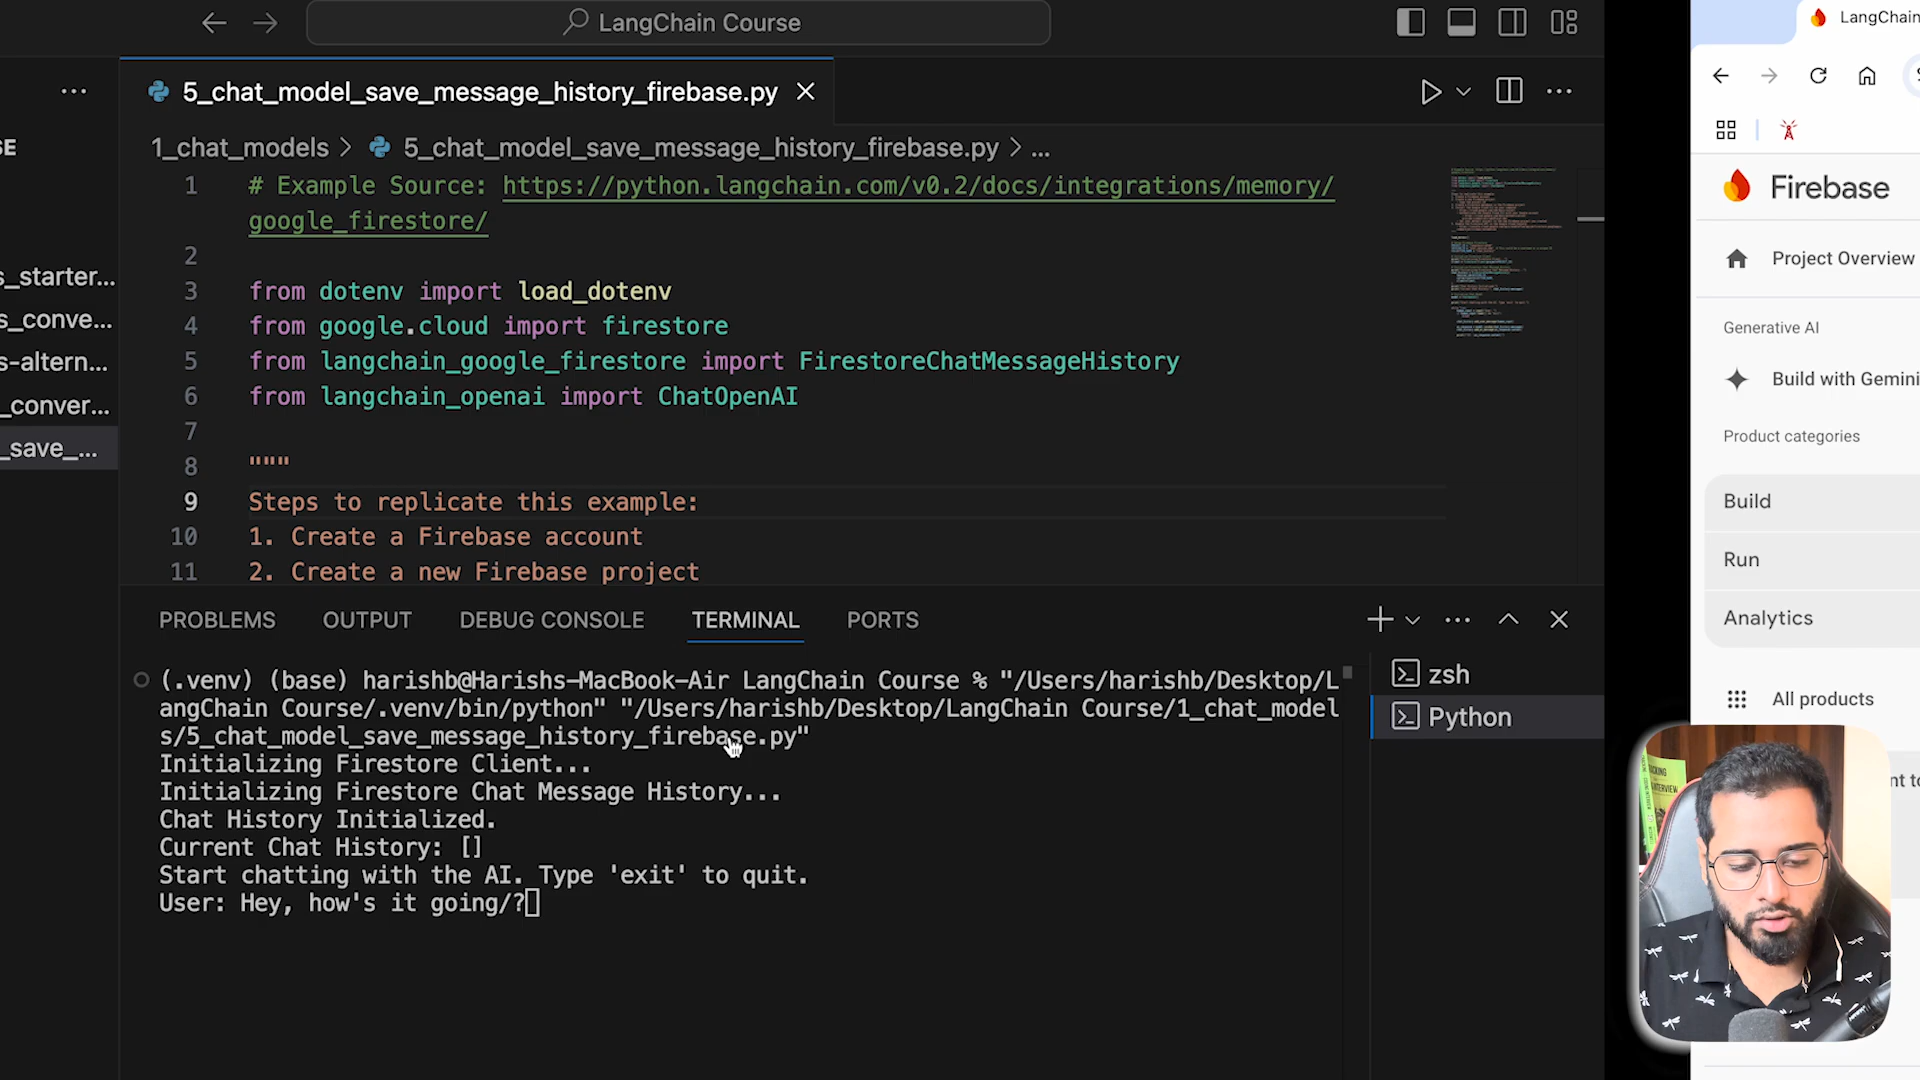 LangChain Course
LangChain
5_chat_model_save_message_history_firebase.py
E
1_chat_models > 5_chat_model_save_message_history_firebase.py > ...
1 # Example Source: https://python.langchain.com/v0.2/docs/integrations/memory/
google_firestore/
2
3 from dotenv import load_dotenv
4 from google.cloud import firestore
5 from langchain_google_firestore import FirestoreChatMessageHistory
6 from langchain_openai import ChatOpenAI
7
8 """
9 Steps to replicate this example:
10 1. Create a Firebase account
11 2. Create a new Firebase project
s_starter...
s_conve...
s-altern...
_conver...
_save_...
PROBLEMS OUTPUT DEBUG CONSOLE TERMINAL PORTS
(.venv) (base) harishb@Harishs-MacBook-Air LangChain Course % "/Users/harishb/Desktop/L
angChain Course/.venv/bin/python" "/Users/harishb/Desktop/LangChain Course/1_chat_model
s/5_chat_model_save_message_history_firebase.py"
Initializing Firestore Client...
Initializing Firestore Chat Message History...
Chat History Initialized.
Current Chat History: []
Start chatting with the AI. Type 'exit' to quit.
User: Hey, how's it going/?
zsh
Python
Firebase
Project Overview
Generative AI
Build with Gemini
Product categories
Build
Run
Analytics
All products
nt to